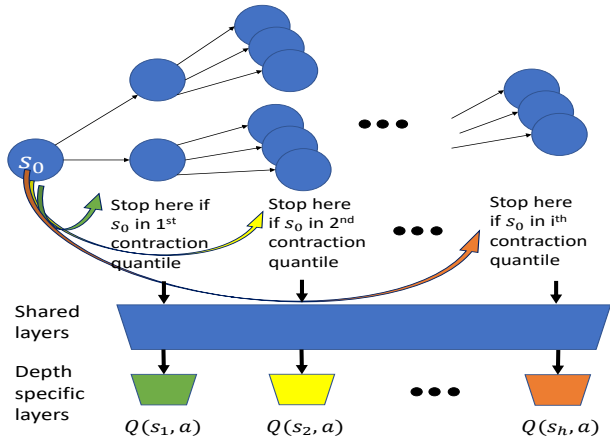 s₀
Stop here if
s₀ in 1ˢᵗ
contraction
quantile
Stop here
if s₀ in 2ⁿᵈ
contraction
quantile
Stop here
if s₀ in iᵗʰ
contraction
quantile
Shared
layers
Depth
specific
layers
Q(s₁, a)
Q(s₂, a)
Q(sₕ, a)